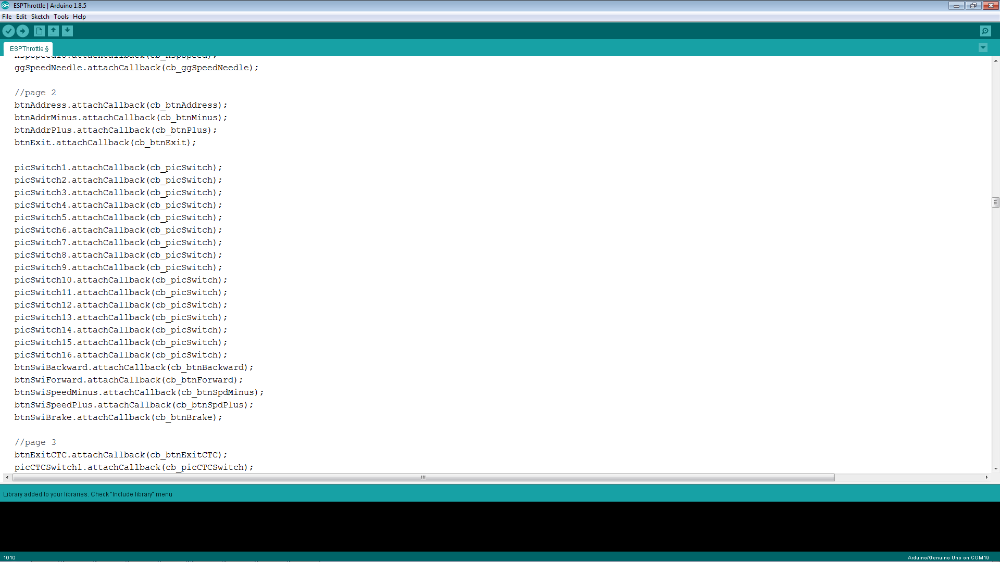 ESPThrottle | Arduino 1.8.5
File Edit Sketch Tools Help
ESPThrottle §
ggSpeedNeedle.attachCallback(cb_ggSpeedNeedle);
//page 2
btnAddress.attachCallback(cb_btnAddress);
btnAddrMinus.attachCallback(cb_btnMinus);
btnAddrPlus.attachCallback(cb_btnPlus);
btnExit.attachCallback(cb_btnExit);
picSwitch1.attachCallback(cb_picSwitch);
picSwitch2.attachCallback(cb_picSwitch);
picSwitch3.attachCallback(cb_picSwitch);
picSwitch4.attachCallback(cb_picSwitch);
picSwitch5.attachCallback(cb_picSwitch);
picSwitch6.attachCallback(cb_picSwitch);
picSwitch7.attachCallback(cb_picSwitch);
picSwitch8.attachCallback(cb_picSwitch);
picSwitch9.attachCallback(cb_picSwitch);
picSwitch10.attachCallback(cb_picSwitch);
picSwitch11.attachCallback(cb_picSwitch);
picSwitch12.attachCallback(cb_picSwitch);
picSwitch13.attachCallback(cb_picSwitch);
picSwitch14.attachCallback(cb_picSwitch);
picSwitch15.attachCallback(cb_picSwitch);
picSwitch16.attachCallback(cb_picSwitch);
btnSwiBackward.attachCallback(cb_btnBackward);
btnSwiForward.attachCallback(cb_btnForward);
btnSwiSpeedMinus.attachCallback(cb_btnSpdMinus);
btnSwiSpeedPlus.attachCallback(cb_btnSpdPlus);
btnSwiBrake.attachCallback(cb_btnBrake);
//page 3
btnExitCTC.attachCallback(cb_btnExitCTC);
picCTCSwitch1.attachCallback(cb_picCTCSwitch);
Library added to your libraries. Check "Include library" menu
1010
Arduino/Genuino Uno on COM19